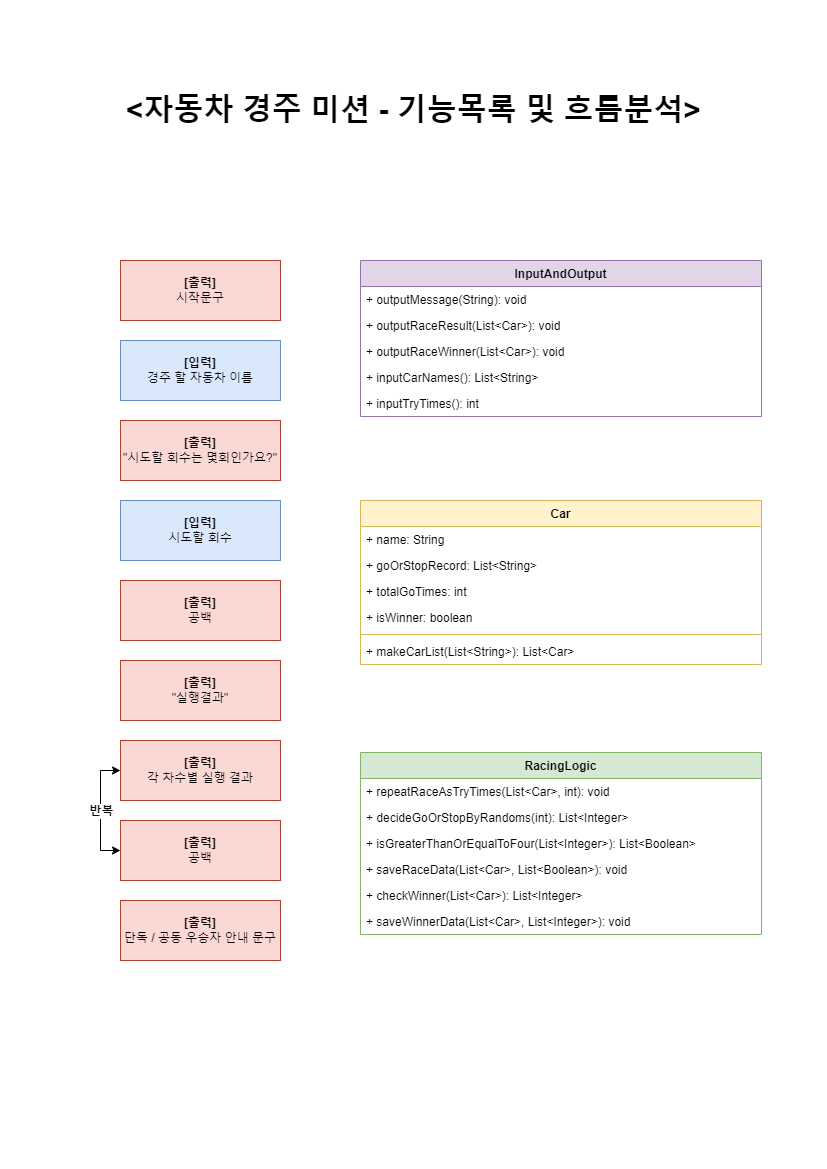 <자동차 경주 미션 - 기능목록 및 흐름분석>
[출력]
시작문구
[입력]
경주 할 자동차 이름
[출력]
"시도할 회수는 몇회인가요?"
[입력]
시도할 회수
[출력]
공백
[출력]
"실행결과"
[출력]
각 차수별 실행 결과
반복
[출력]
공백
[출력]
단독 / 공동 우승자 안내 문구
InputAndOutput
+ outputMessage(String): void
+ outputRaceResult(List<Car>): void
+ outputRaceWinner(List<Car>): void
+ inputCarNames(): List<String>
+ inputTryTimes(): int
Car
+ name: String
+ goOrStopRecord: List<String>
+ totalGoTimes: int
+ isWinner: boolean
+ makeCarList(List<String>): List<Car>
RacingLogic
+ repeatRaceAsTryTimes(List<Car>, int): void
+ decideGoOrStopByRandoms(int): List<Integer>
+ isGreaterThanOrEqualToFour(List<Integer>): List<Boolean>
+ saveRaceData(List<Car>, List<Boolean>): void
+ checkWinner(List<Car>): List<Integer>
+ saveWinnerData(List<Car>, List<Integer>): void